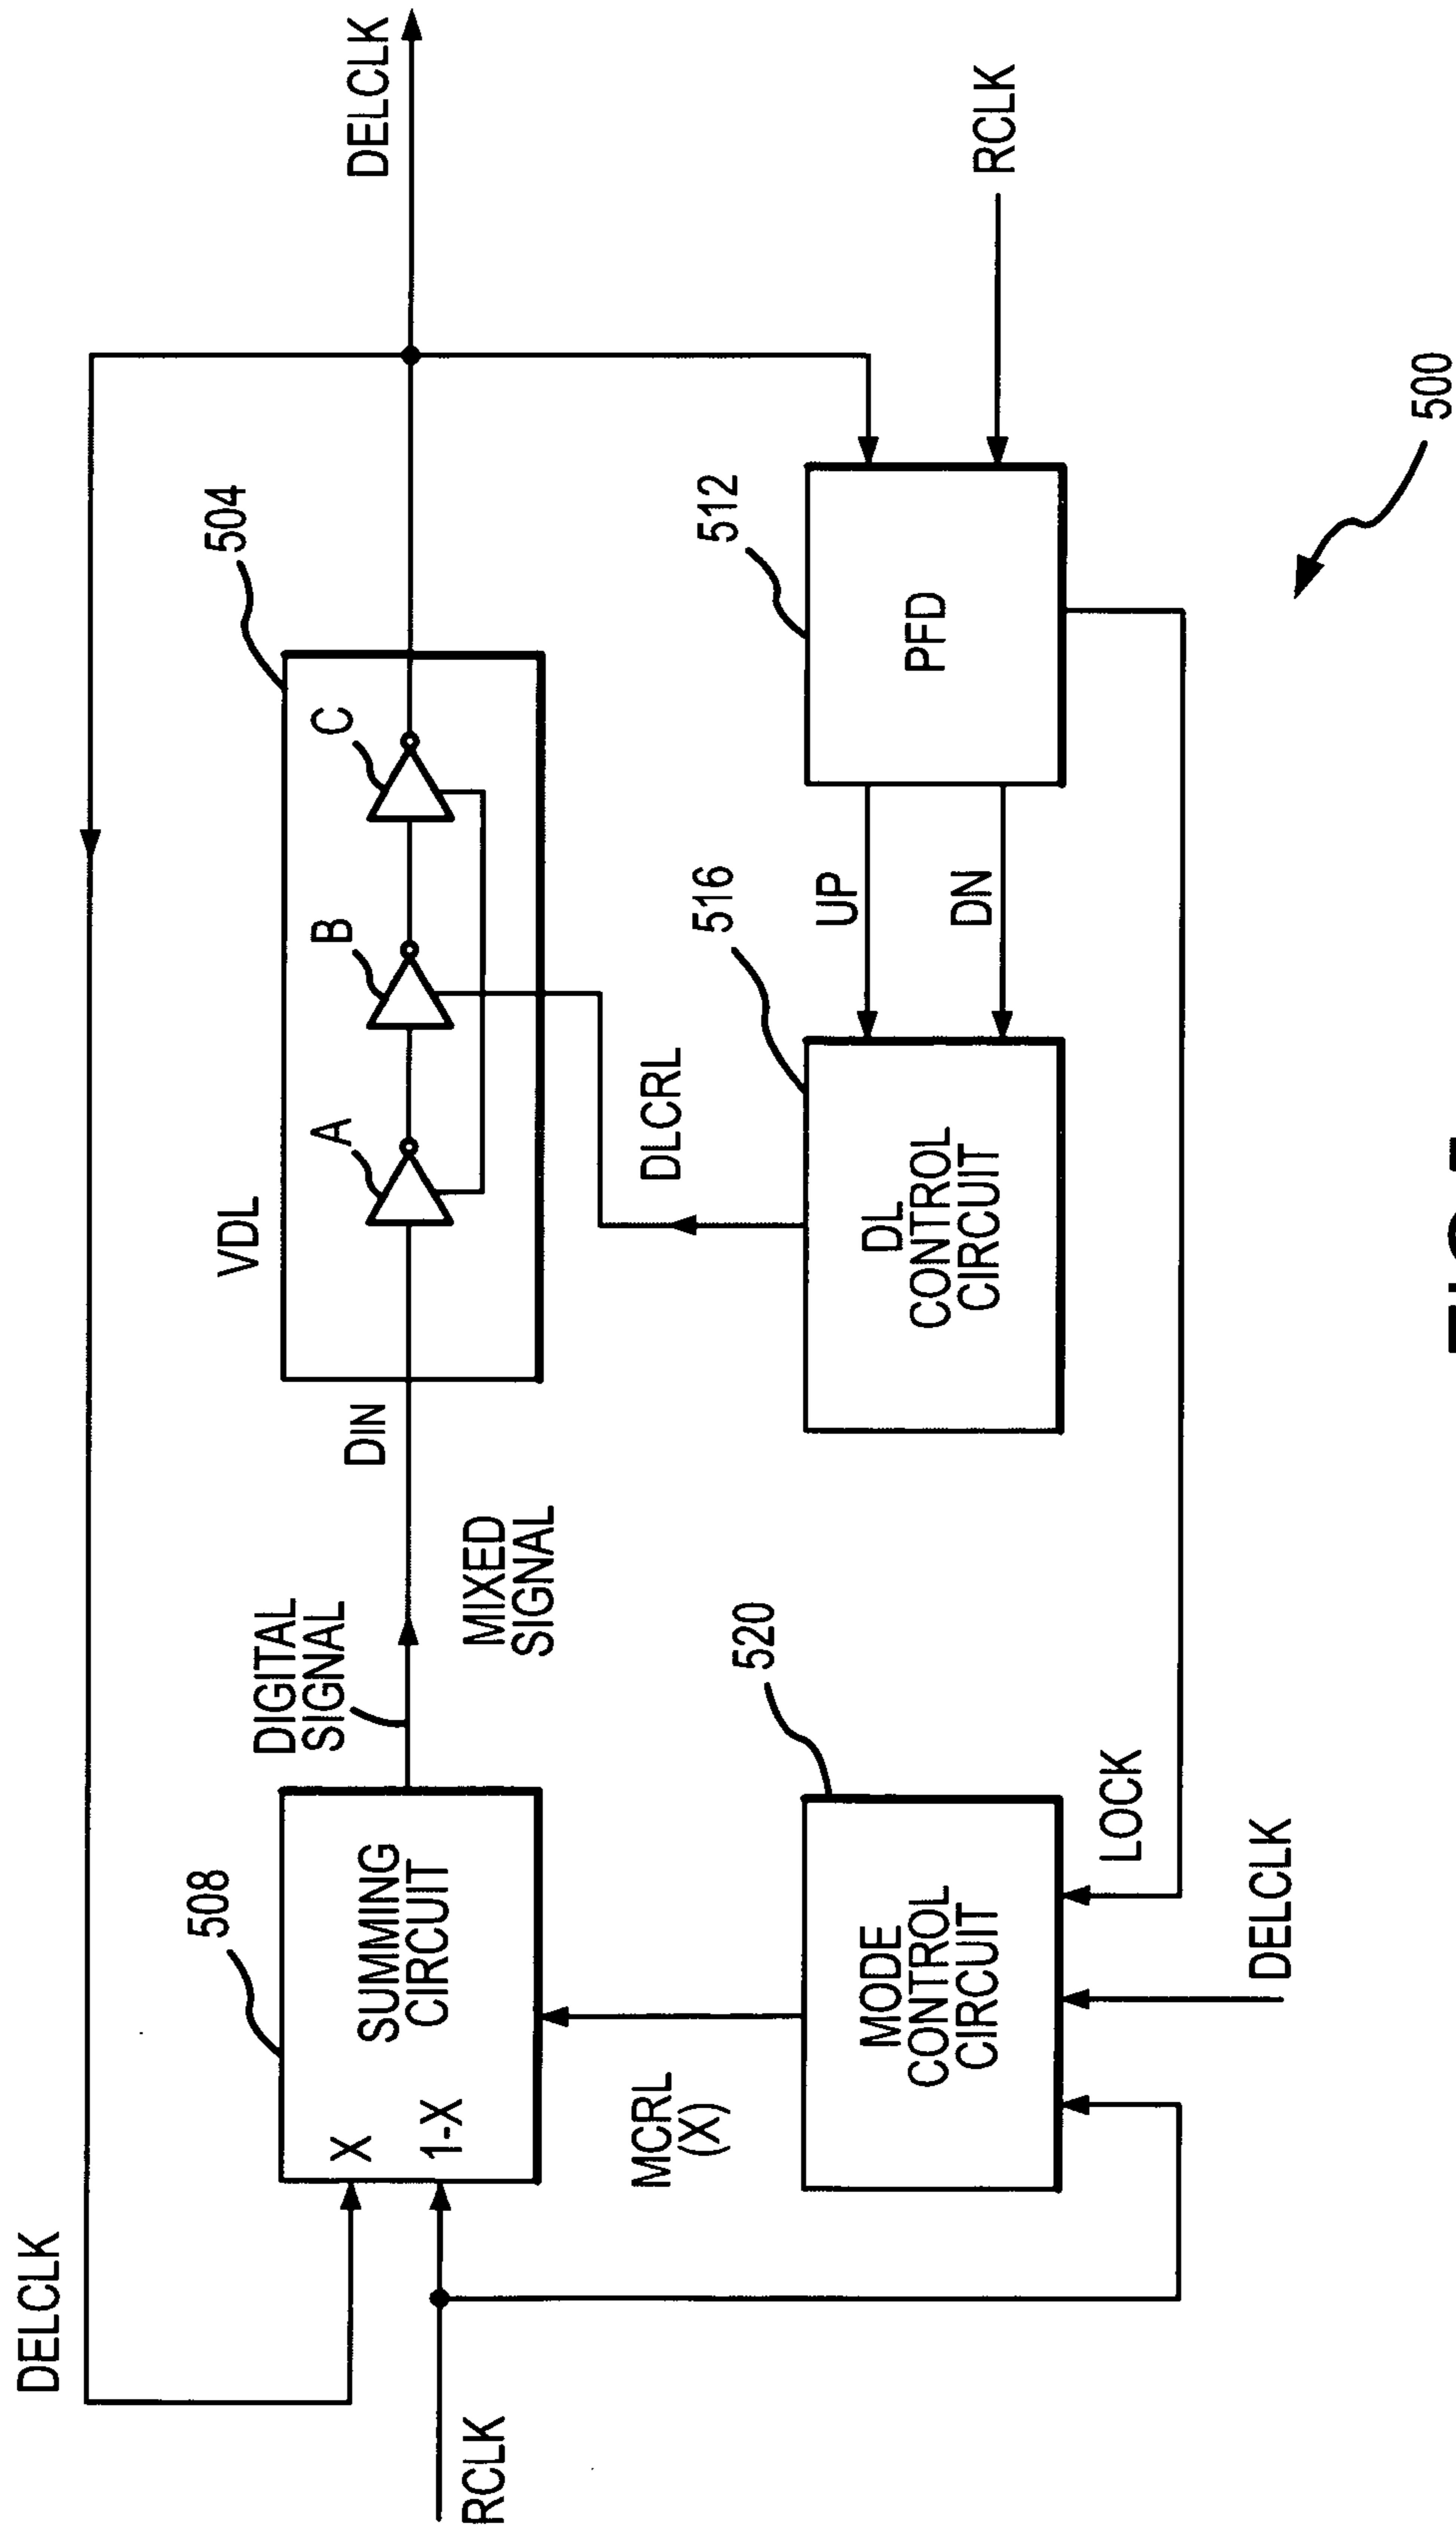 DELCLK
RCLK
508
X
1-X
SUMMING
CIRCUIT
DIGITAL
SIGNAL
MIXED
SIGNAL
DIN
VDL
504
A
B
C
DELCLK
MCRL
(X)
520
MODE
CONTROL
CIRCUIT
LOCK
DELCLK
DLCRL
516
DL
CONTROL
CIRCUIT
UP
DN
512
PFD
RCLK
500